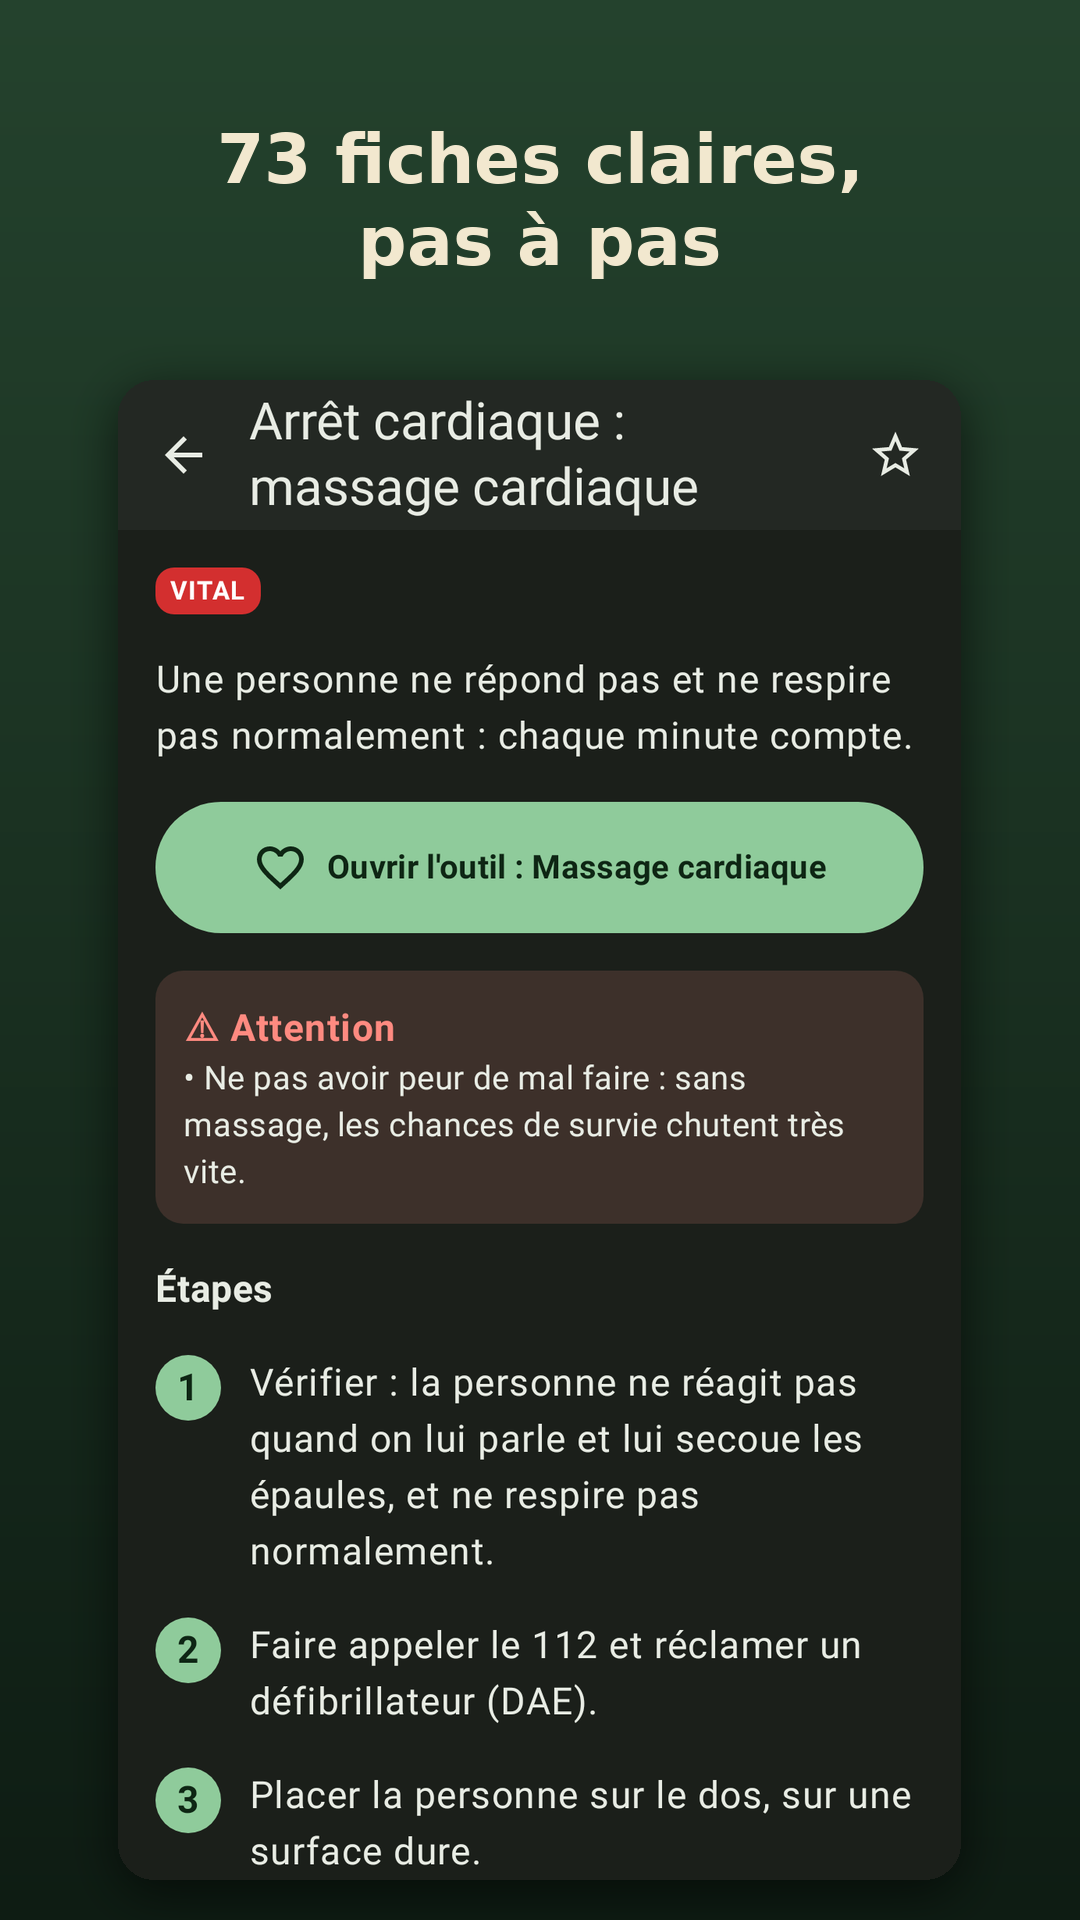 73 fiches claires,
pas à pas
Arrêt cardiaque :
massage cardiaque
VITAL
Une personne ne répond pas et ne respire
pas normalement : chaque minute compte.
Ouvrir l'outil : Massage cardiaque
⚠ Attention
• Ne pas avoir peur de mal faire : sans
massage, les chances de survie chutent très
vite.
Étapes
1 Vérifier : la personne ne réagit pas
quand on lui parle et lui secoue les
épaules, et ne respire pas
normalement.
2 Faire appeler le 112 et réclamer un
défibrillateur (DAE).
3 Placer la personne sur le dos, sur une
surface dure.